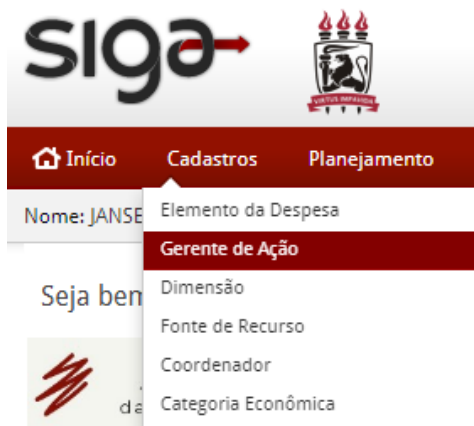 siga
VIRTUS IMPAVIDA
Início Cadastros Planejamento
Nome: JANSE
Elemento da Despesa
Gerente de Ação
Seja bem
Dimensão
Fonte de Recurso
Coordenador
da
Categoria Econômica